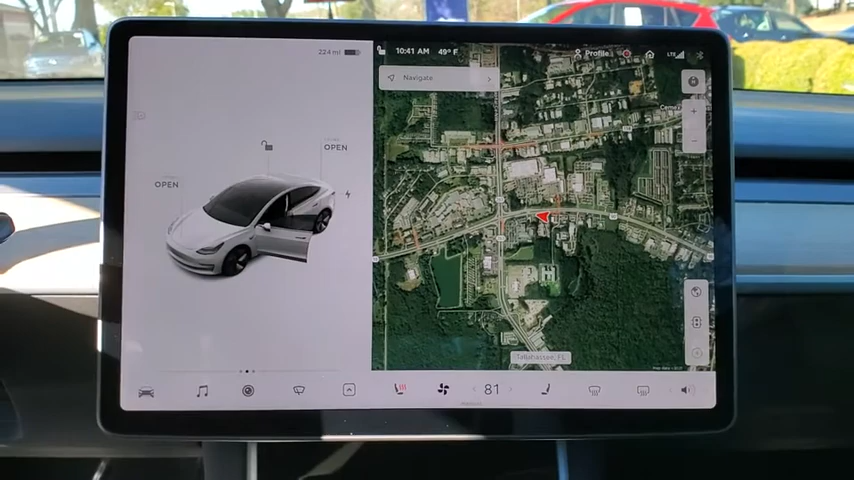 224 mi
10:41 AM 49° F
Profile
LTE
Navigate
OPEN
OPEN
Tallahassee, FL
81